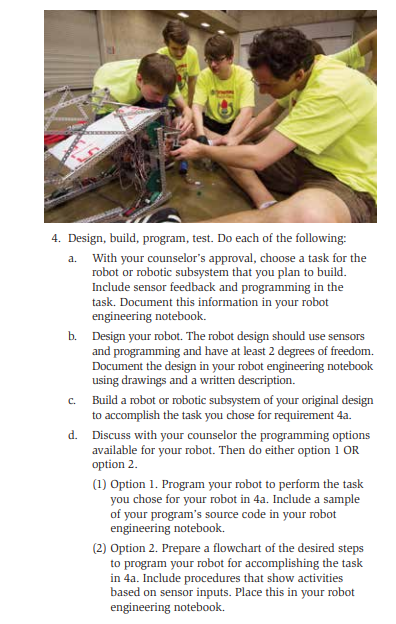 4. Design, build, program, test. Do each of the following:
a. With your counselor's approval, choose a task for the
robot or robotic subsystem that you plan to build.
Include sensor feedback and programming in the
task. Document this information in your robot
engineering notebook.
b. Design your robot. The robot design should use sensors
and programming and have at least 2 degrees of freedom.
Document the design in your robot engineering notebook
using drawings and a written description.
c. Build a robot or robotic subsystem of your original design
to accomplish the task you chose for requirement 4a.
d. Discuss with your counselor the programming options
available for your robot. Then do either option 1 OR
option 2.
(1) Option 1. Program your robot to perform the task
you chose for your robot in 4a. Include a sample
of your program's source code in your robot
engineering notebook.
(2) Option 2. Prepare a flowchart of the desired steps
to program your robot for accomplishing the task
in 4a. Include procedures that show activities
based on sensor inputs. Place this in your robot
engineering notebook.